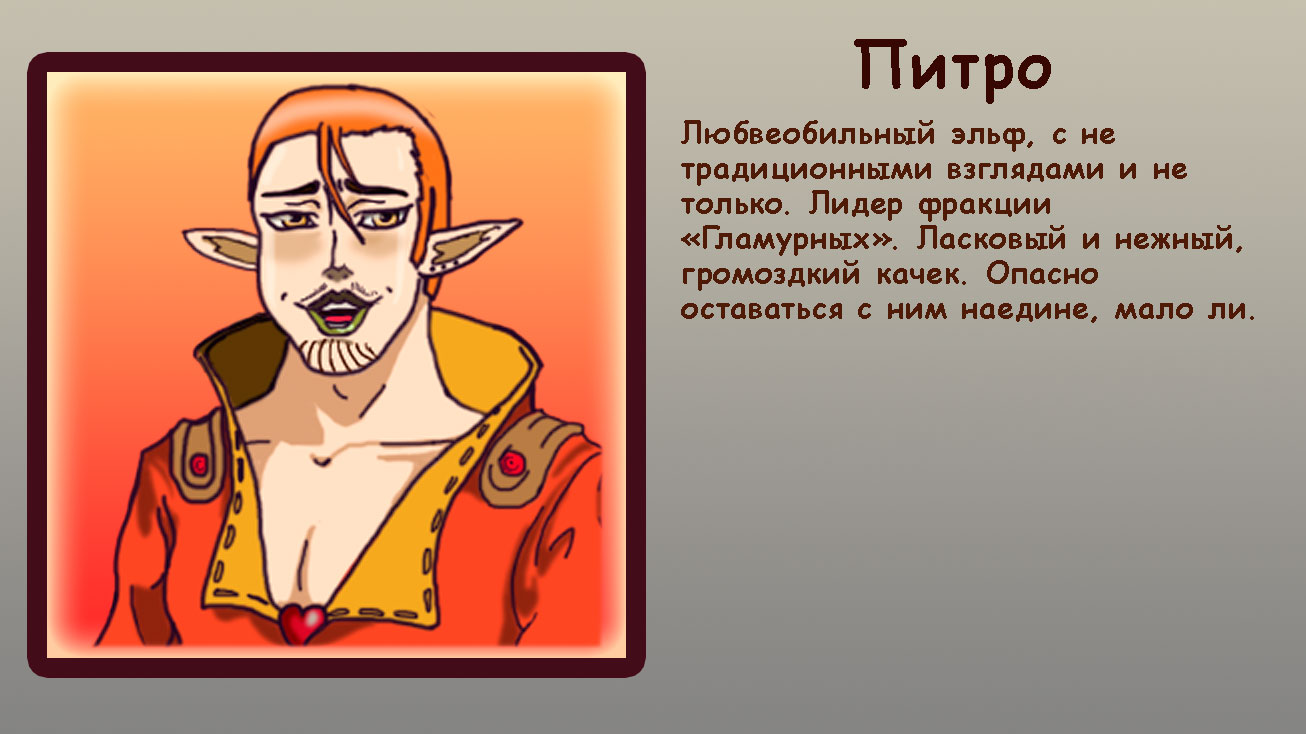 Питро
Любвеобильный эльф, с не
традиционными взглядами и не
только. Лидер фракции
«Гламурных». Ласковый и нежный,
громоздкий качек. Опасно
оставаться с ним наедине, мало ли.